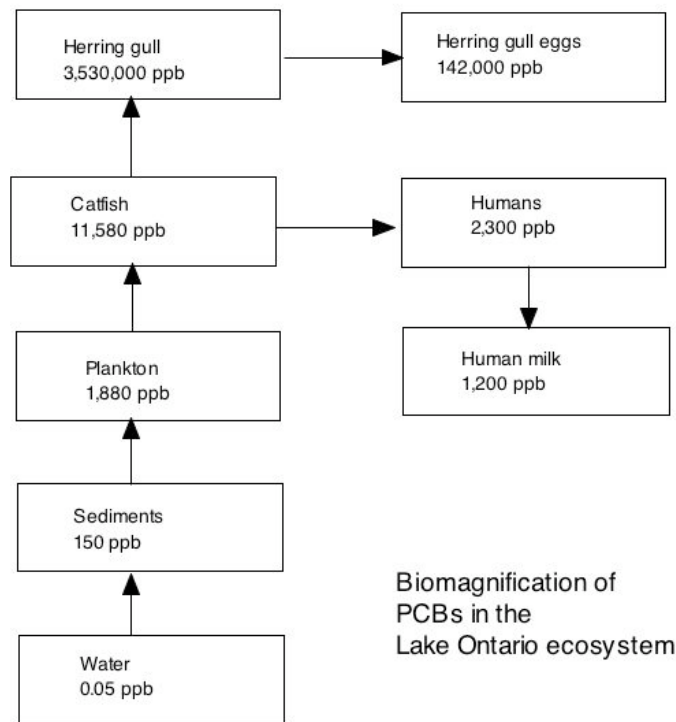 Herring gull
3,530,000 ppb
Herring gull eggs
142,000 ppb
Catfish
11,580 ppb
Humans
2,300 ppb
Plankton
1,880 ppb
Human milk
1,200 ppb
Sediments
150 ppb
Water
0.05 ppb
Biomagnification of
PCBs in the
Lake Ontario ecosystem